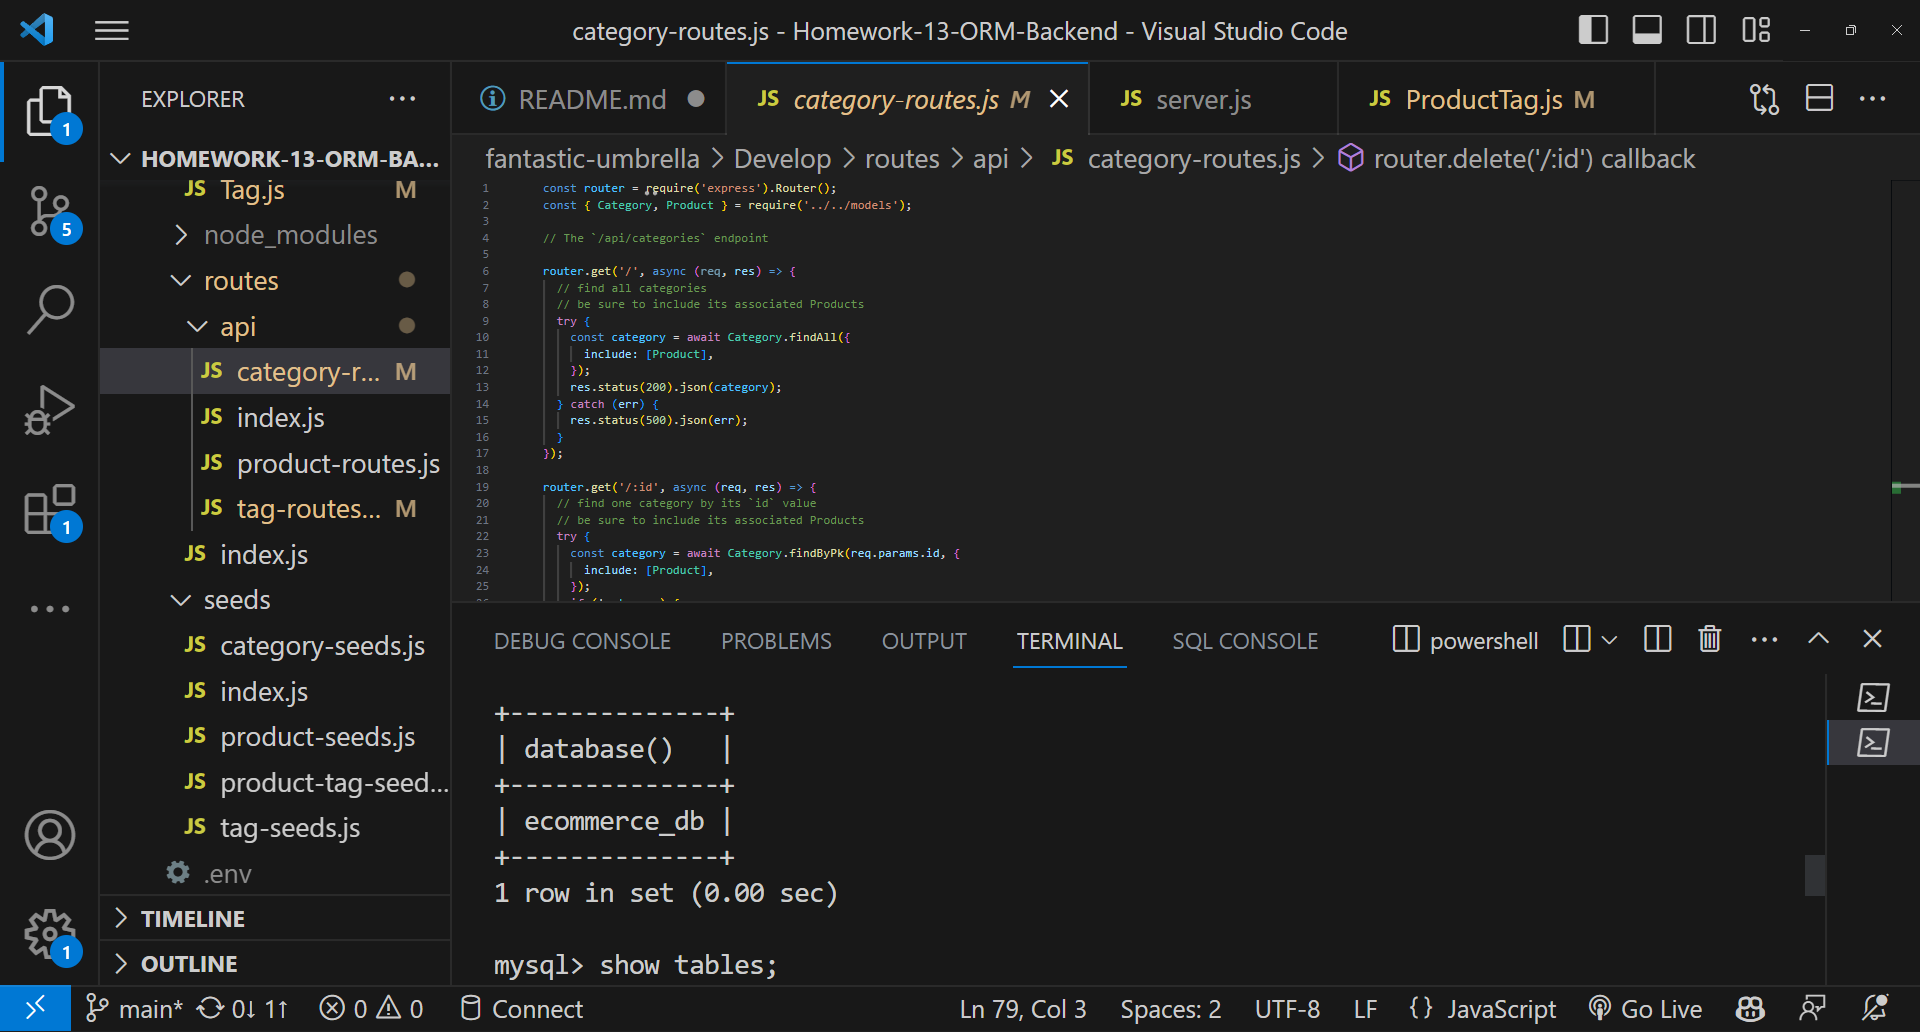 category-routes.js - Homework-13-ORM-Backend - Visual Studio Code
EXPLORER
1
HOMEWORK-13-ORM-BA...
JS Tag.js M
5
node_modules
routes
api
JS category-r... M
JS index.js
JS product-routes.js
JS tag-routes... M
1
JS index.js
seeds
JS category-seeds.js
JS index.js
JS product-seeds.js
JS product-tag-seed...
JS tag-seeds.js
.env
TIMELINE
1
OUTLINE
README.md
JS category-routes.js M
JS server.js
JS ProductTag.js M
fantastic-umbrella > Develop > routes > api > JS category-routes.js > router.delete('/:id') callback
1 const router = require('express').Router();
2 const { Category, Product } = require('../../models');
3
4 // The `/api/categories` endpoint
5
6 router.get('/', async (req, res) => {
7 // find all categories
8 // be sure to include its associated Products
9 try {
10 const category = await Category.findAll({
11 include: [Product],
12 });
13 res.status(200).json(category);
14 } catch (err) {
15 res.status(500).json(err);
16 }
17 });
18
19 router.get('/:id', async (req, res) => {
20 // find one category by its `id` value
21 // be sure to include its associated Products
22 try {
23 const category = await Category.findByPk(req.params.id, {
24 include: [Product],
25 });
DEBUG CONSOLE PROBLEMS OUTPUT TERMINAL SQL CONSOLE powershell
+--------------+
| database()   |
+--------------+
| ecommerce_db |
+--------------+
1 row in set (0.00 sec)
mysql> show tables;
main* 0↓ 1↑ 0 0 Connect Ln 79, Col 3 Spaces: 2 UTF-8 LF {} JavaScript Go Live